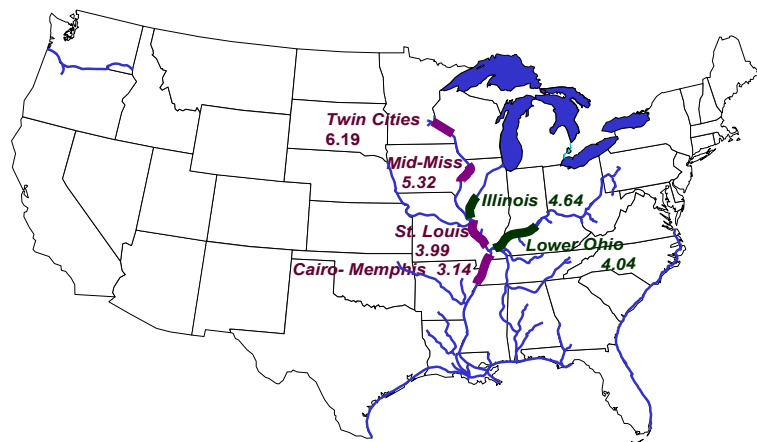 Twin Cities
6.19
Mid-Miss
5.32
Illinois 4.64
St. Louis
3.99
Lower Ohio
4.04
Cairo- Memphis 3.14